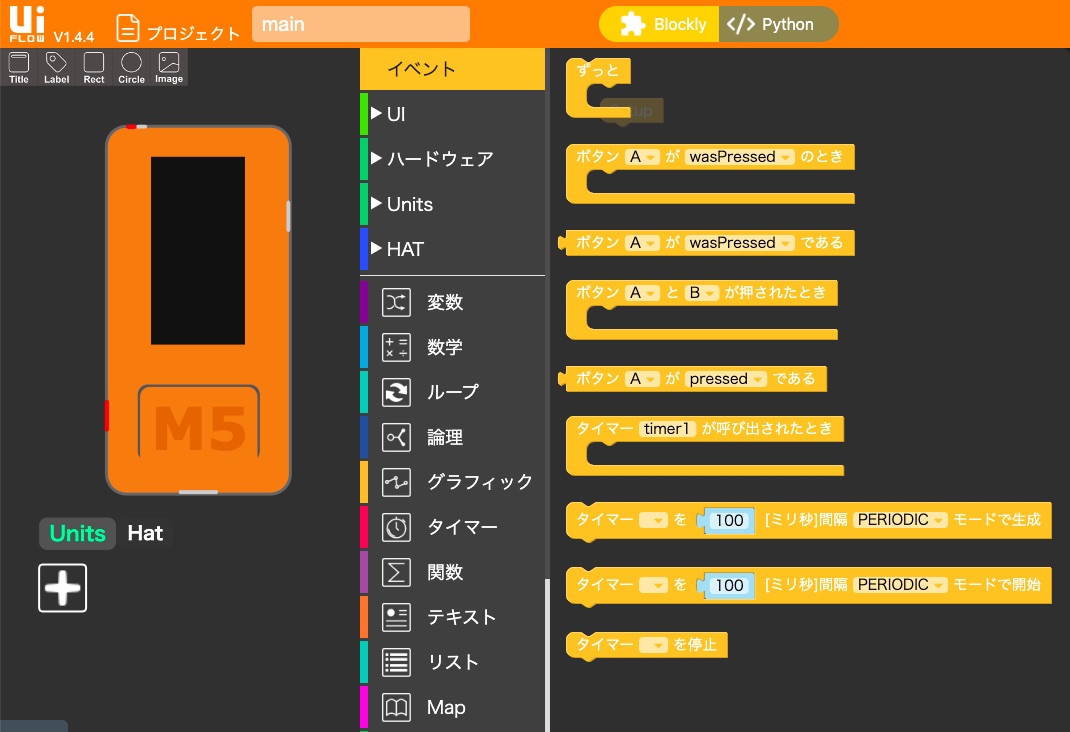 Ui
FLOW
V1.4.4
プロジェクト
main
Blockly
</> Python
Title
Label
Rect
Circle
Image
M5
Units
Hat
イベント
UI
ハードウェア
Units
HAT
変数
数学
ループ
論理
グラフィック
タイマー
関数
テキスト
リスト
Map
ずっと
up
ボタン A が wasPressed のとき
ボタン A が wasPressed である
ボタン A と B が押されたとき
ボタン A が pressed である
タイマー timer1 が呼び出されたとき
タイマー を 100 [ミリ秒]間隔 PERIODIC モードで生成
タイマー を 100 [ミリ秒]間隔 PERIODIC モードで開始
タイマー を停止